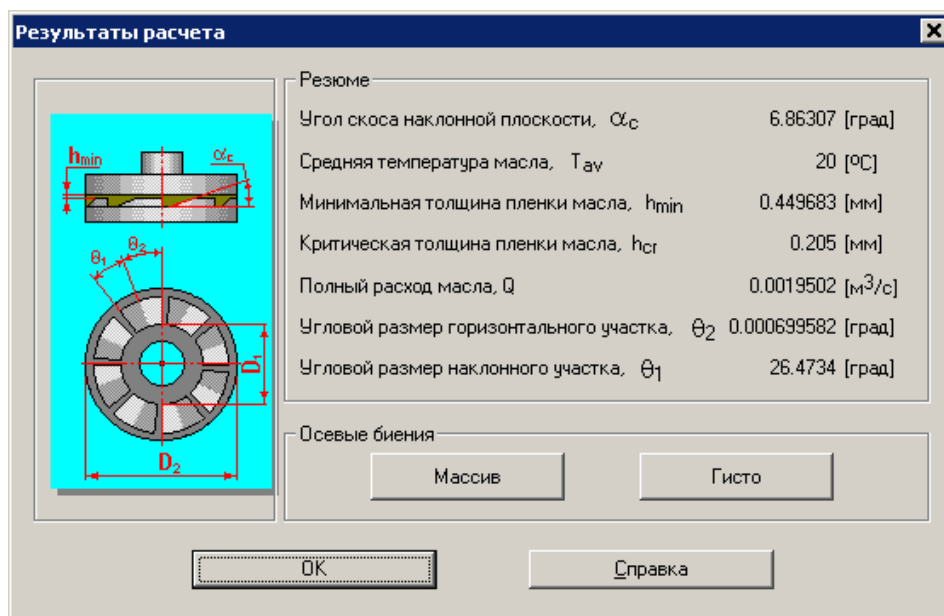 Результаты расчета
Резюме
Угол скоса наклонной плоскости, αc 6.86307 [град]
Средняя температура масла, Tav 20 [ºC]
Минимальная толщина пленки масла, hmin 0.449683 [мм]
Критическая толщина пленки масла, hcr 0.205 [мм]
Полный расход масла, Q 0.0019502 [м3/с]
Угловой размер горизонтального участка, θ2 0.000699582 [град]
Угловой размер наклонного участка, θ1 26.4734 [град]
hmin αc
θ1 θ2
D1
D2
Осевые биения
Массив Гисто
OK Справка